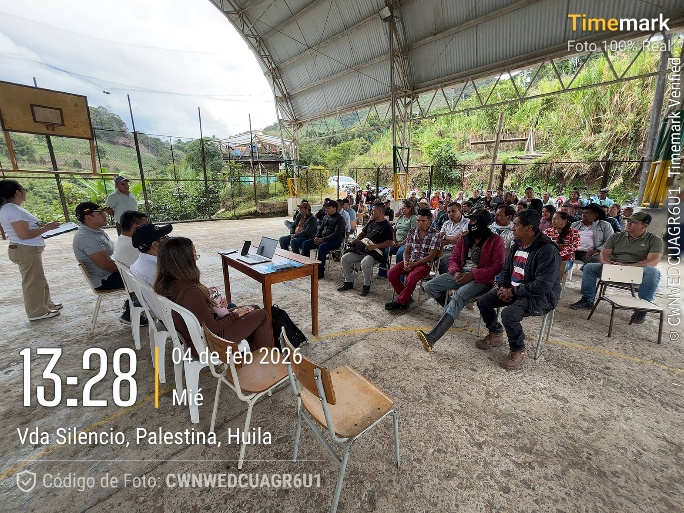 Timemark
Foto 100% Real
© CWNWEDCUAGR6U1, Timemark Verified
13:28
04 de feb de 2026
Mié
Vda Silencio, Palestina, Huila
Código de Foto: CWNWEDCUAGR6U1